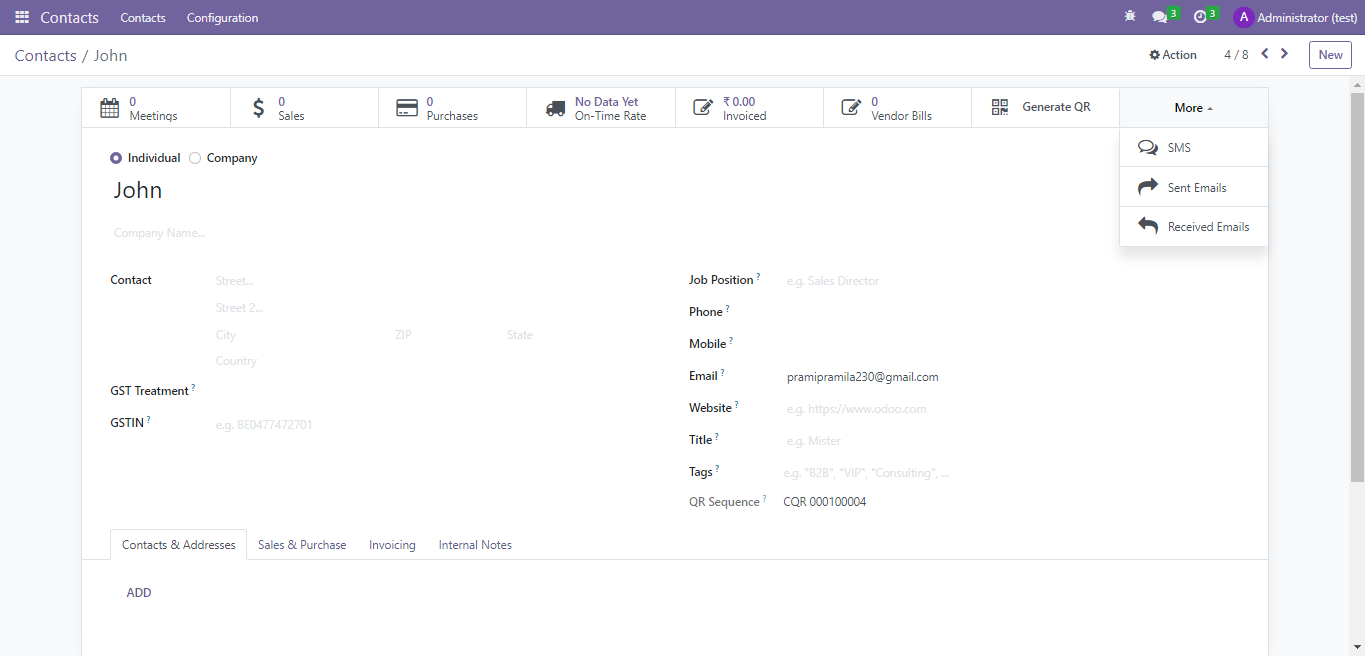 Contacts Contacts Configuration 3 3 A Administrator (test)
Contacts / John Action 4 / 8 New
0 Meetings
$ 0 Sales
0 Purchases
No Data Yet On-Time Rate
₹ 0.00 Invoiced
0 Vendor Bills
Generate QR
More
SMS
Sent Emails
Received Emails
Individual Company
John
Company Name...
Contact Street...
Street 2...
City ZIP State
Country
GST Treatment ?
GSTIN ? e.g. BE0477472701
Job Position ? e.g. Sales Director
Phone ?
Mobile ?
Email ? pramipramila230@gmail.com
Website ? e.g. https://www.odoo.com
Title ? e.g. Mister
Tags ? e.g. "B2B", "VIP", "Consulting", ...
QR Sequence ? CQR 000100004
Contacts & Addresses Sales & Purchase Invoicing Internal Notes
ADD